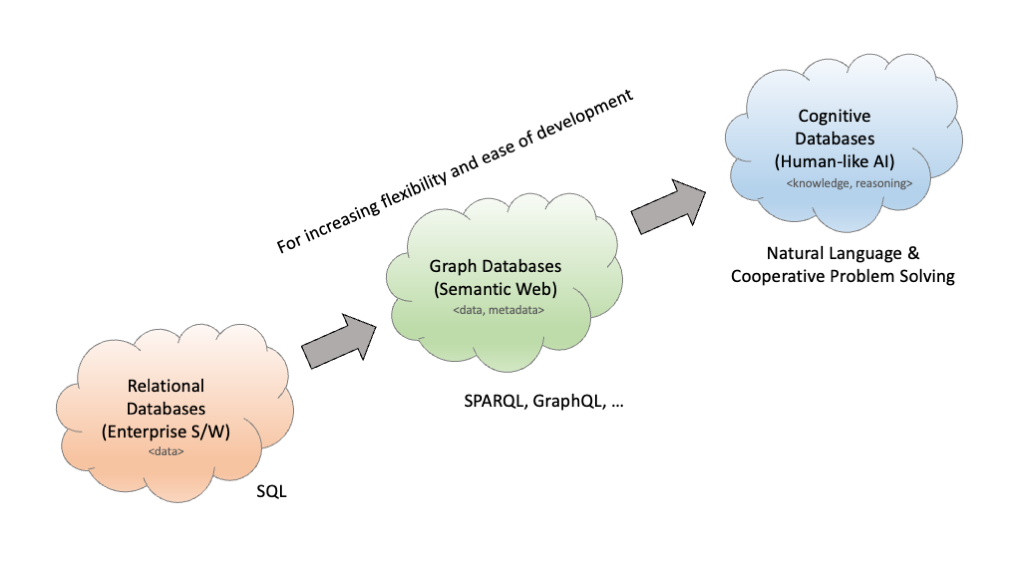 Cognitive
Databases
(Human-like AI)
<knowledge, reasoning>
Natural Language &
Cooperative Problem Solving
For increasing flexibility and ease of development
Graph Databases
(Semantic Web)
<data, metadata>
SPARQL, GraphQL, ...
Relational
Databases
(Enterprise S/W)
<data>
SQL